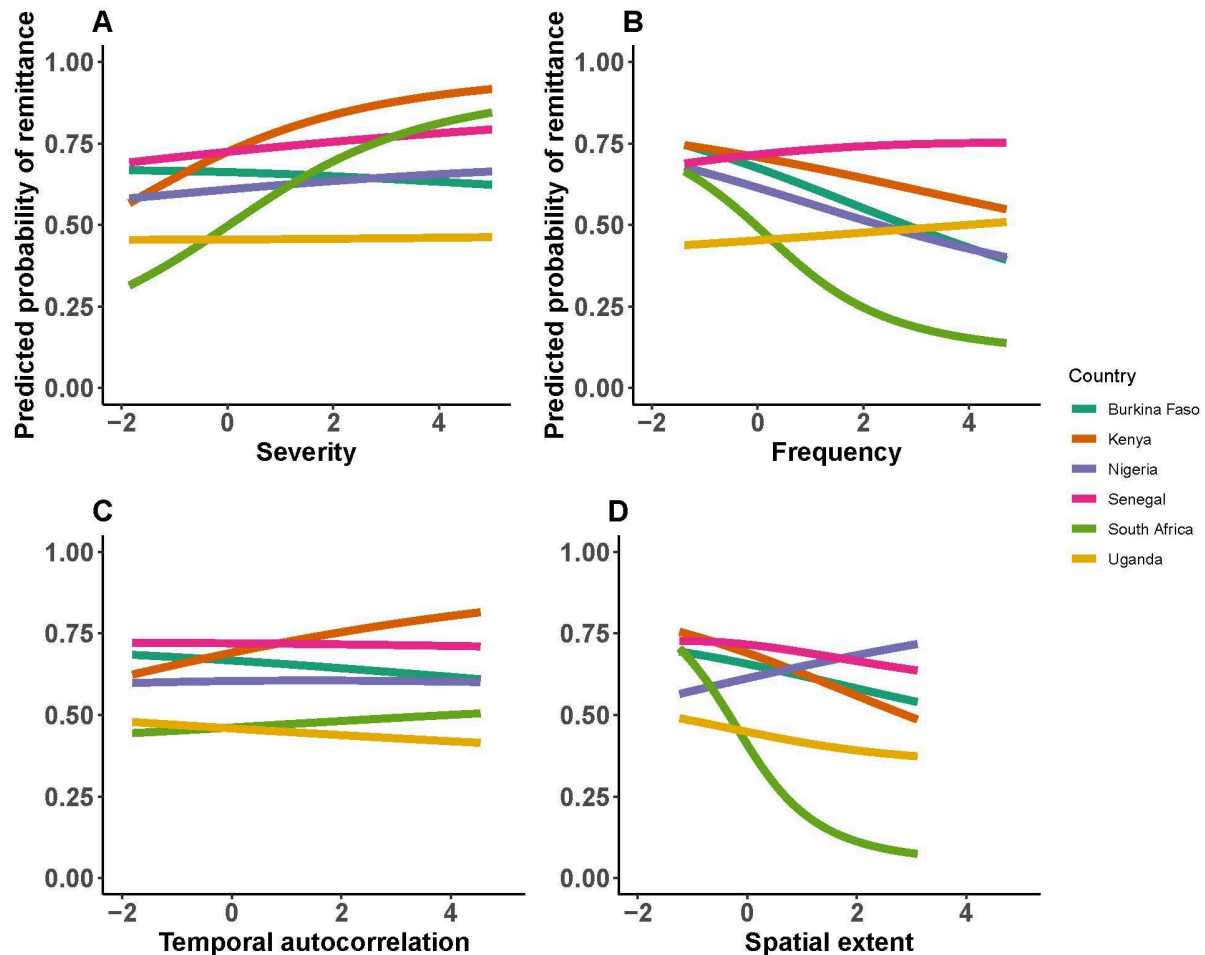 A
Predicted probability of remittance
1.00
0.75
0.50
0.25
0.00
−2 0 2 4
Severity
B
Predicted probability of remittance
1.00
0.75
0.50
0.25
0.00
−2 0 2 4
Frequency
Country
Burkina Faso
Kenya
Nigeria
Senegal
South Africa
Uganda
C
1.00
0.75
0.50
0.25
0.00
−2 0 2 4
Temporal autocorrelation
D
1.00
0.75
0.50
0.25
0.00
−2 0 2 4
Spatial extent